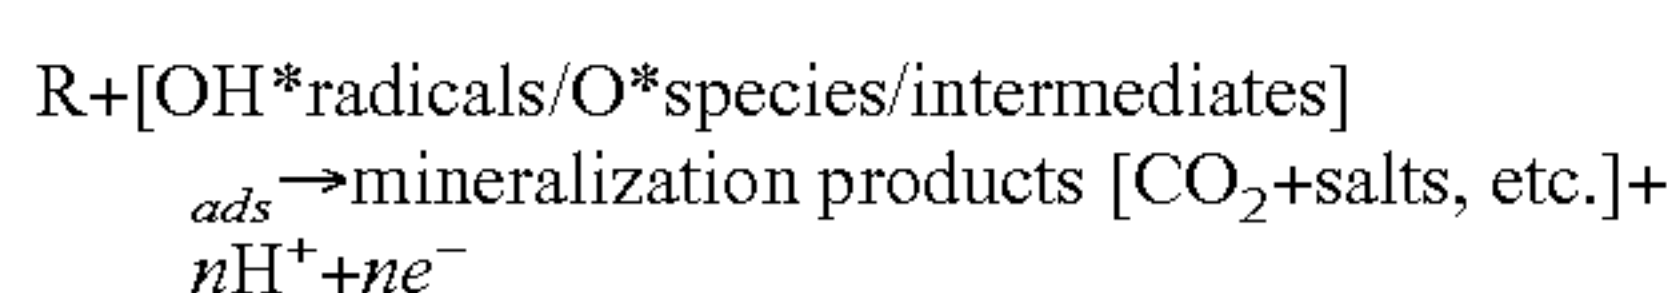 R+[OH*radicals/O*species/intermediates]
ads→mineralization products [CO₂+salts, etc.]+
nH⁺+ne⁻